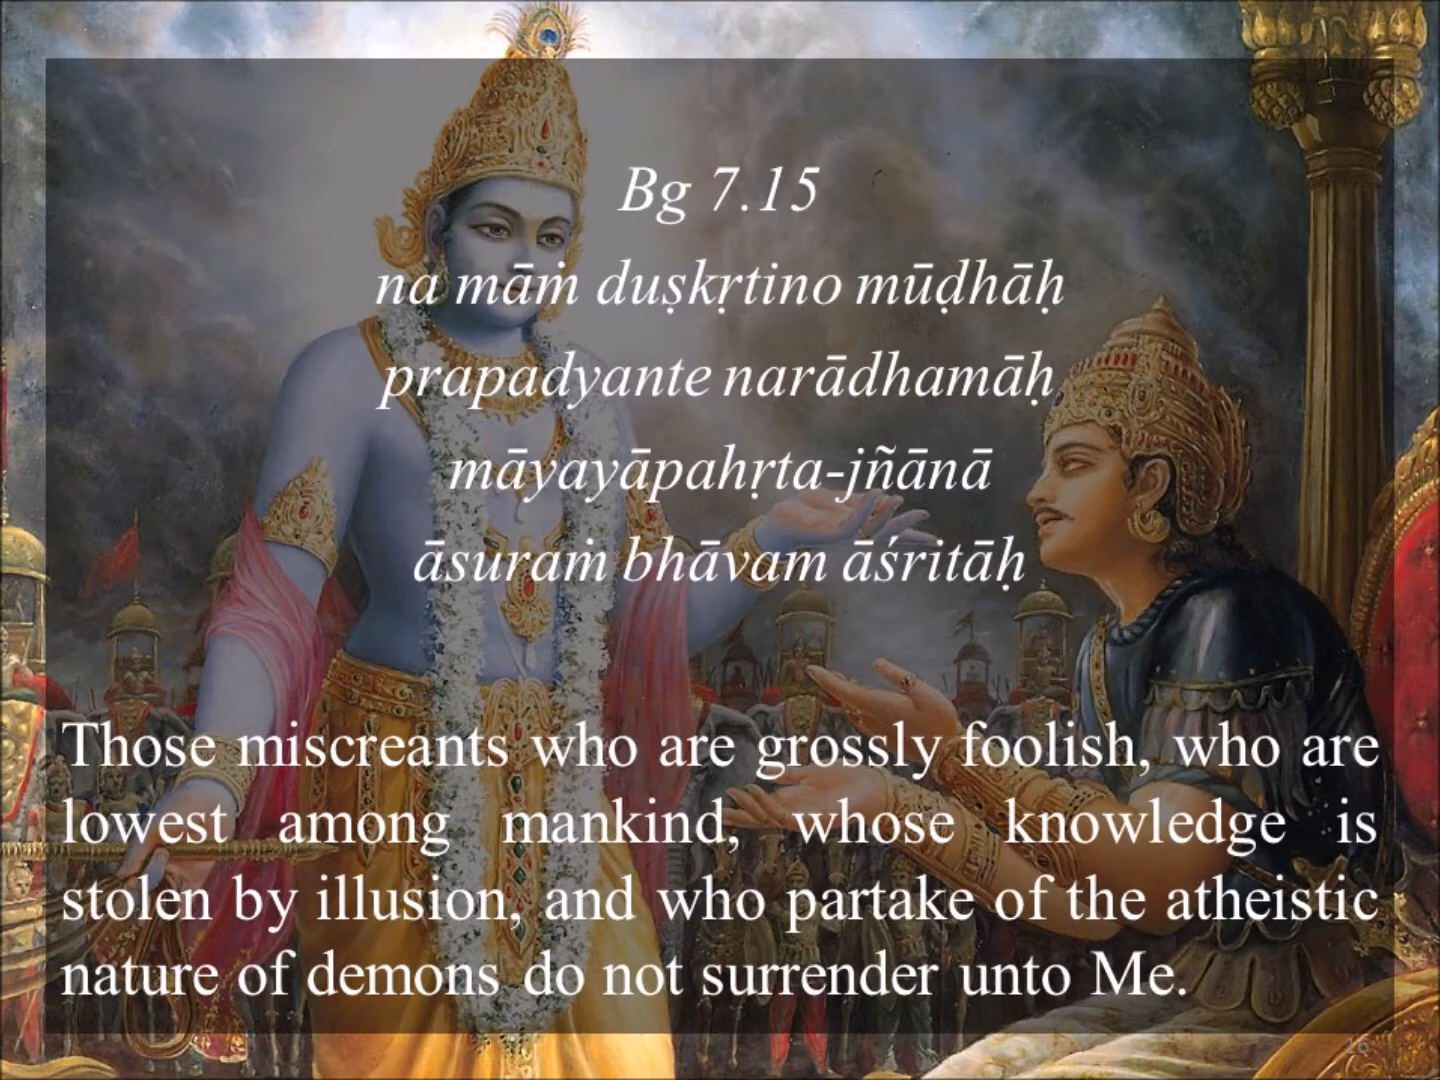 Bg 7.15
na māṁ duṣkṛtino mūḍhāḥ
prapadyante narādhamāḥ
māyayāpahṛta-jñānā
āsuraṁ bhāvam āśritāḥ
Those miscreants who are grossly foolish, who are
lowest among mankind, whose knowledge is
stolen by illusion, and who partake of the atheistic
nature of demons do not surrender unto Me.
16